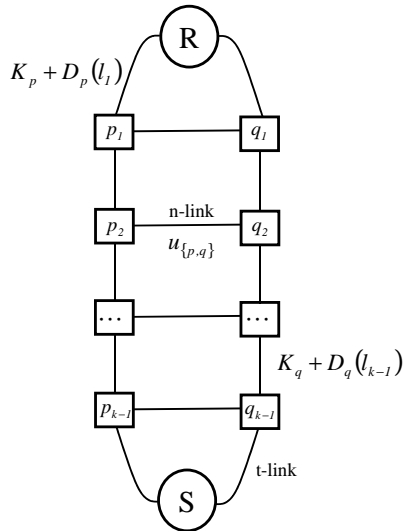 R
K_p + D_p(l_1)
p_1 q_1
n-link
p_2 q_2
u_{p,q}
... ...
K_q + D_q(l_{k-1})
p_{k-1} q_{k-1}
t-link
S